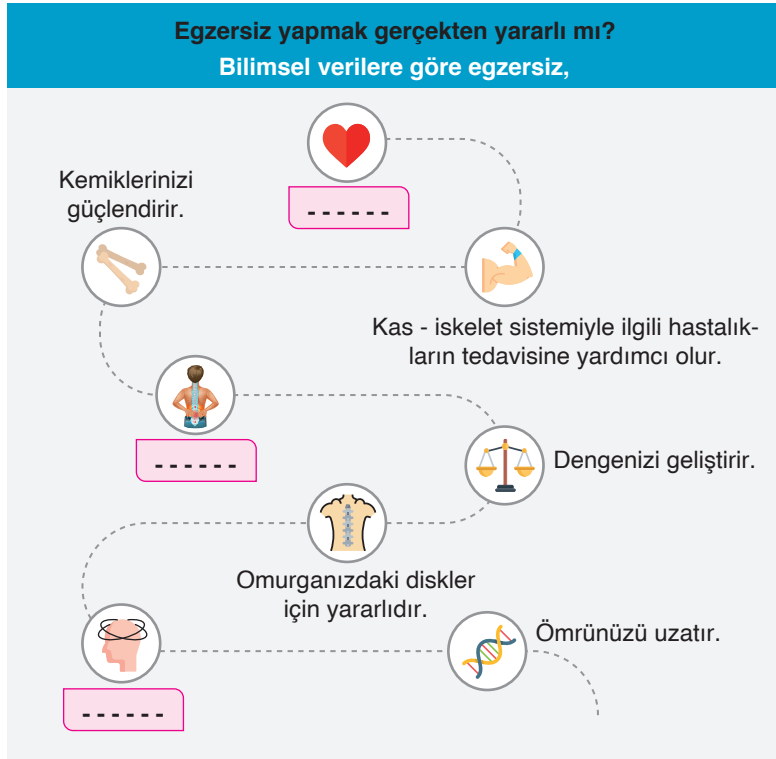 Egzersiz yapmak gerçekten yararlı mı?
Bilimsel verilere göre egzersiz,
------
Kemiklerinizi
güçlendirir.
Kas - iskelet sistemiyle ilgili hastalık-
ların tedavisine yardımcı olur.
------
Dengenizi geliştirir.
Omurganızdaki diskler
için yararlıdır.
------
Ömrünüzü uzatır.